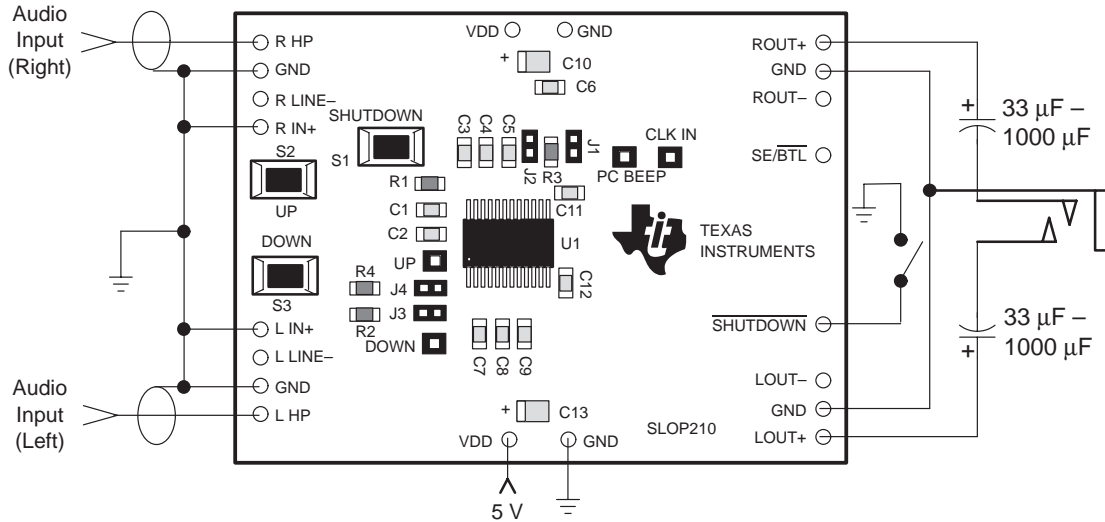 Audio
Input
(Right)
R HP
GND
R LINE–
R IN+
S2
UP
DOWN
S3
L IN+
L LINE–
GND
L HP
Audio
Input
(Left)
VDD
GND
+
C10
C6
SHUTDOWN
S1
C3
C4
C5
J2
R3
J1
CLK IN
PC BEEP
R1
C1
C2
C11
U1
TEXAS
INSTRUMENTS
UP
R4
J4
J3
R2
DOWN
C12
C7
C8
C9
+
C13
VDD
GND
SLOP210
5 V
ROUT+
GND
ROUT–
SE/BTL
SHUTDOWN
LOUT–
GND
LOUT+
+
33 µF –
1000 µF
33 µF –
1000 µF
+